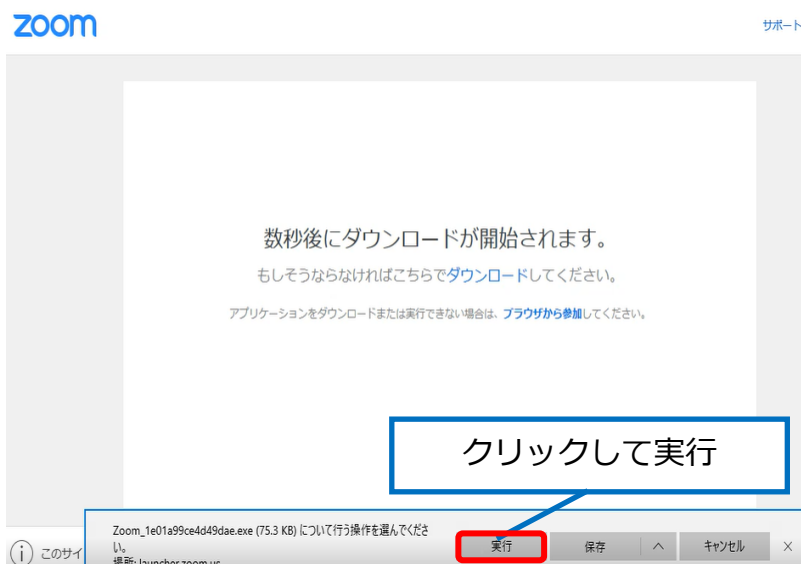 zoom
サポート
数秒後にダウンロードが開始されます。
もしそうならなければこちらでダウンロードしてください。
アプリケーションをダウンロードまたは実行できない場合は、ブラウザから参加してください。
クリックして実行
Zoom_1e01a99ce4d49dae.exe (75.3 KB) について行う操作を選んでくださ
い。
場所: launcher.zoom.us
実行
保存
キャンセル
このサイ